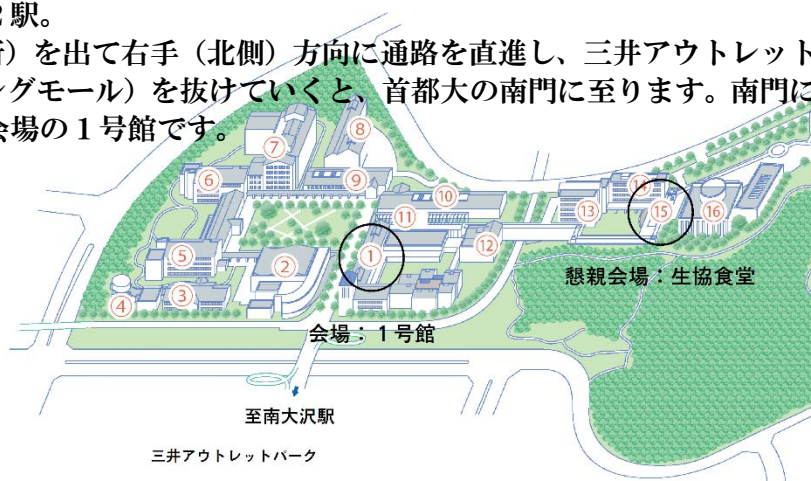 駅。
）を出て右手（北側）方向に通路を直進し、三井アウトレット
グモール）を抜けていくと、首都大の南門に至ります。南門に
会場の１号館です。
⑧
⑦
⑥
⑨
⑭
⑩
⑬
⑮
⑯
⑪
⑫
①
⑤
②
懇親会場：生協食堂
④
③
会場：１号館
至南大沢駅
三井アウトレットパーク